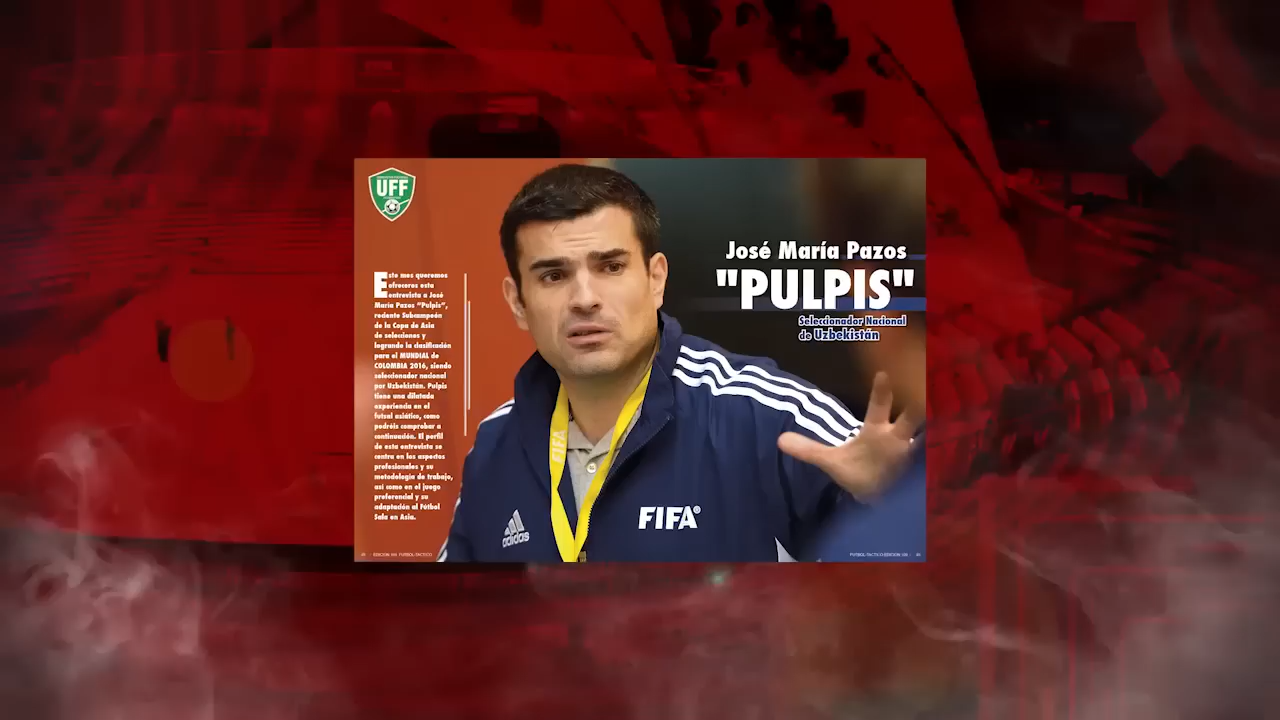 UFF
José María Pazos
"PULPIS"
Seleccionador Nacional
de Uzbekistán
Este mes queremos
ofreceros esta
entrevista a José
María Pazos "Pulpis",
reciente Subcampeón
de la Copa de Asia
de selecciones y
logrando la clasificación
para el MUNDIAL de
COLOMBIA 2016, siendo
seleccionador nacional
por Uzbekistán. Pulpis
tiene una dilatada
experiencia en el
futsal asiático, como
podréis comprobar a
continuación. El perfil
de esta entrevista se
centra en los aspectos
profesionales y su
metodología de trabajo,
así como en el juego
preferencial y su
adaptación al Fútbol
Sala en Asia.
FIFA
adidas
FIFA®